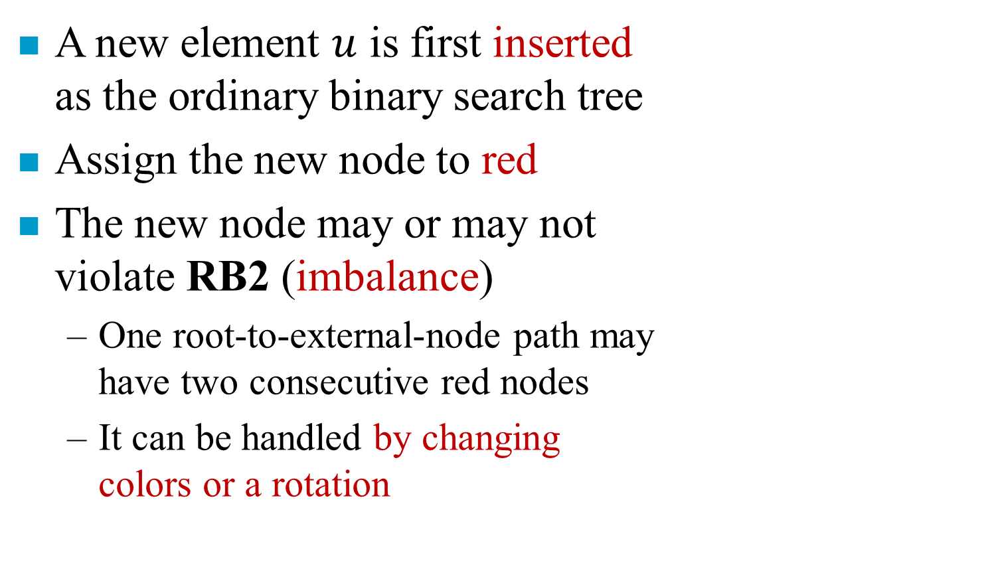 ■ A new element 𝑢 is first inserted
as the ordinary binary search tree
■ Assign the new node to red
■ The new node may or may not
violate RB2 (imbalance)
– One root-to-external-node path may
have two consecutive red nodes
– It can be handled by changing
colors or a rotation